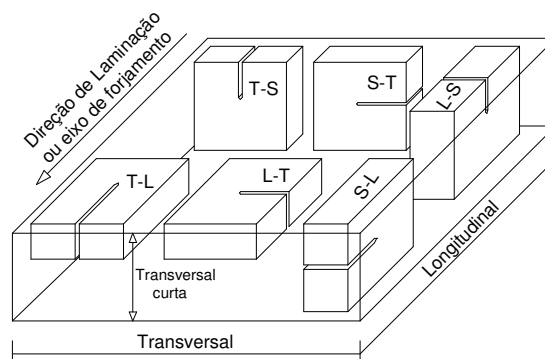 Direção de Laminação
ou eixo de forjamento
T-S
S-T
L-S
T-L
L-T
S-L
Transversal
curta
Longitudinal
Transversal